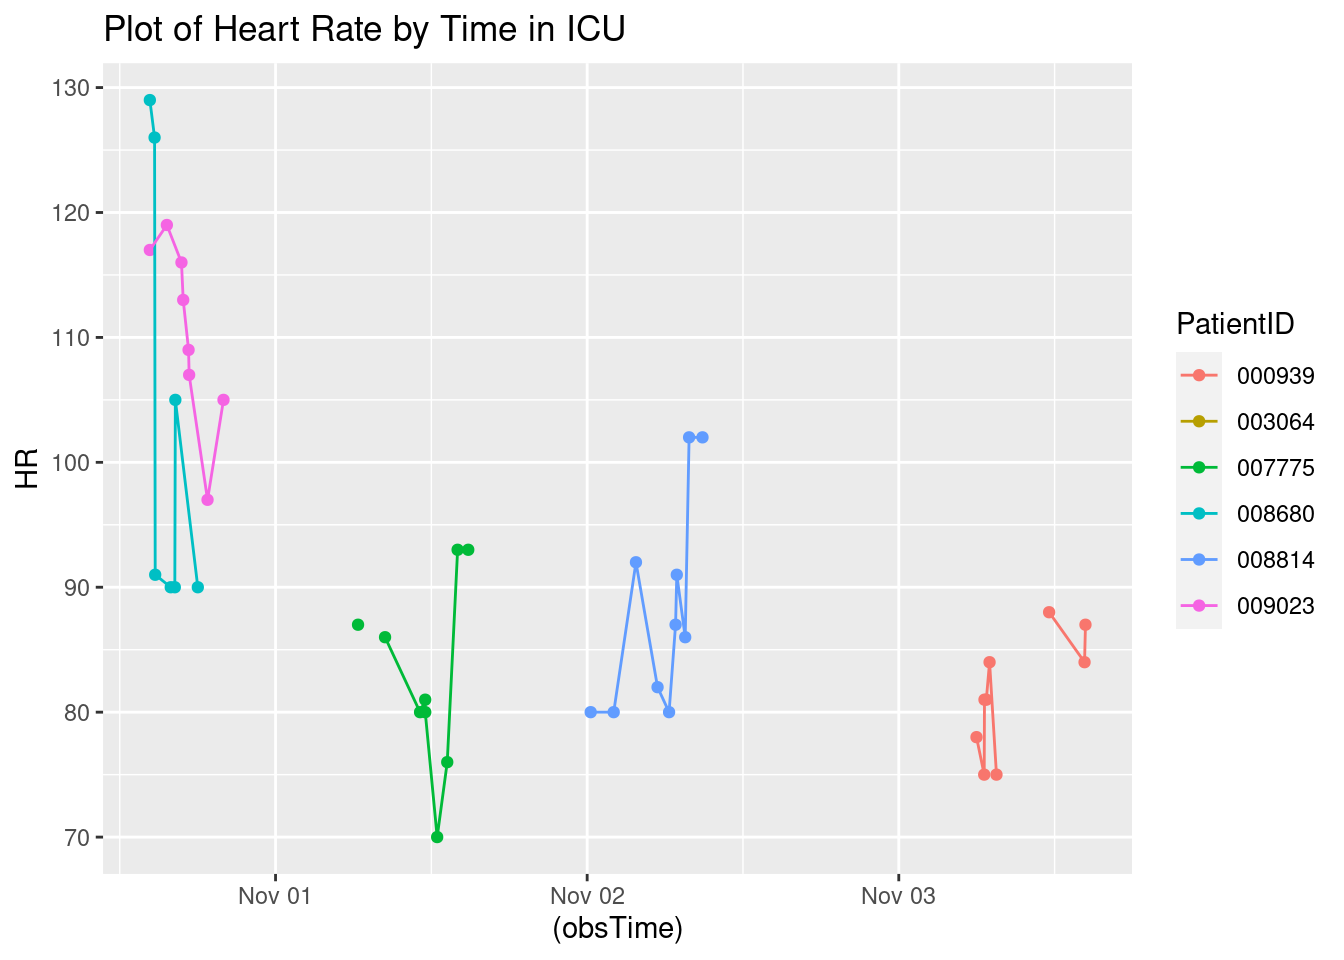 Plot of Heart Rate by Time in ICU
130
120
110
100
90
80
70
HR
Nov 01
Nov 02
Nov 03
(obsTime)
PatientID
000939
003064
007775
008680
008814
009023